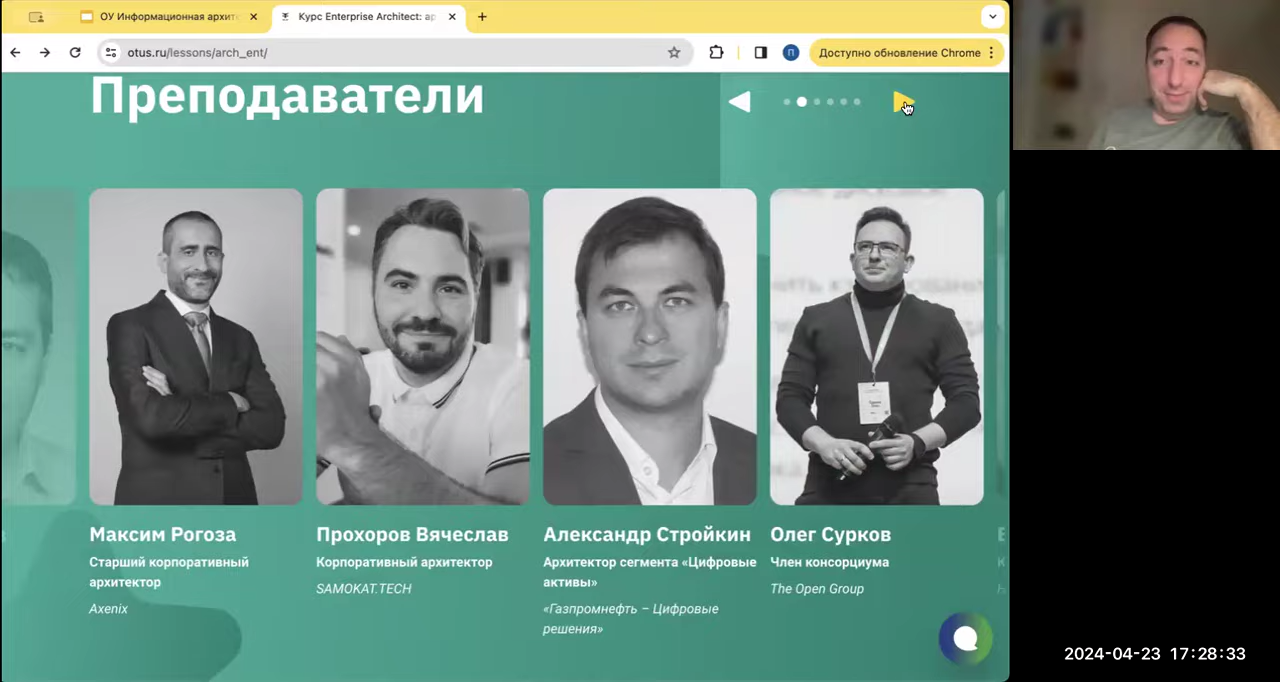 ОУ Информационная архит
Курс Enterprise Architect: ар
otus.ru/lessons/arch_ent/
П
Доступно обновление Chrome
Преподаватели
Максим Рогоза
Старший корпоративный
архитектор
Axenix
Прохоров Вячеслав
Корпоративный архитектор
SAMOKAT.TECH
Александр Стройкин
Архитектор сегмента «Цифровые
активы»
«Газпромнефть – Цифровые
решения»
Олег Сурков
Член консорциума
The Open Group
2024-04-23 17:28:33